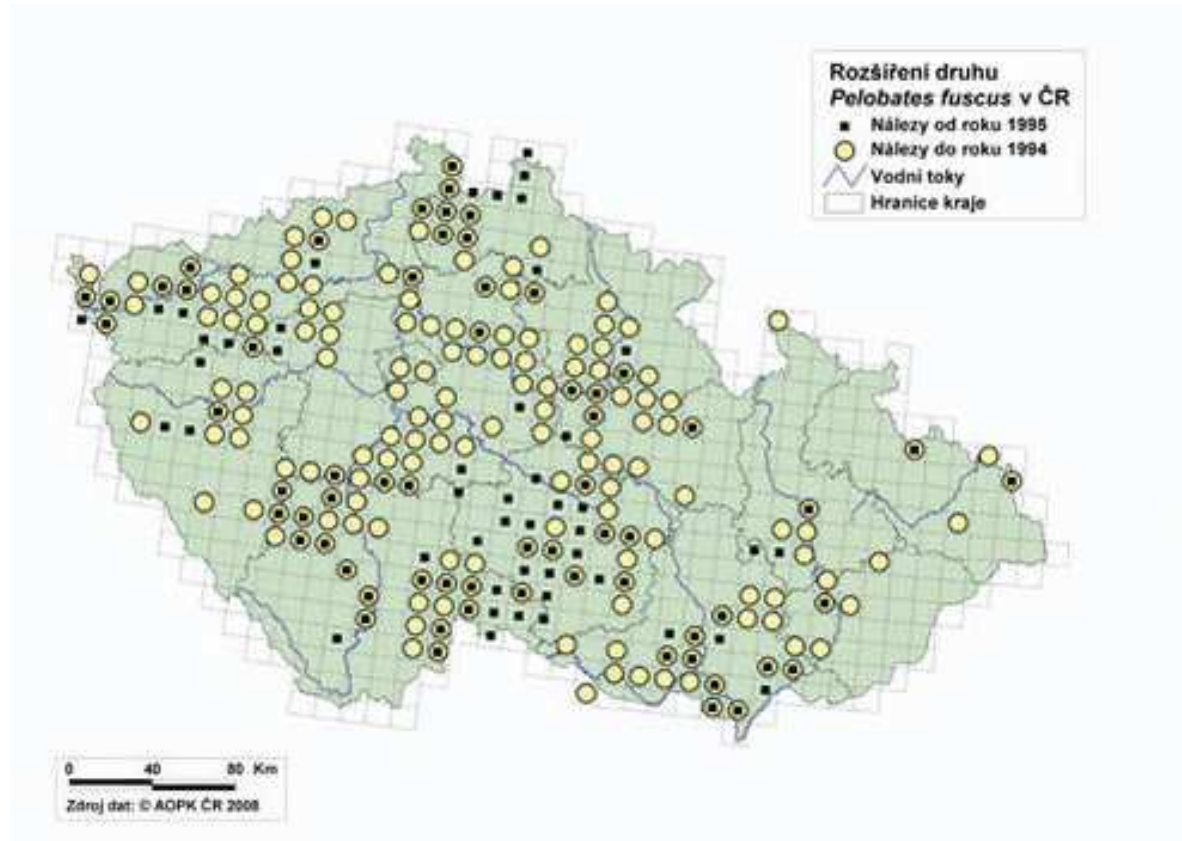 Rozšíření druhu
Pelobates fuscus v ČR
Nálezy od roku 1995
Nálezy do roku 1994
Vodní toky
Hranice kraje
0 40 80 Km
Zdroj dat: © AOPK ČR 2008